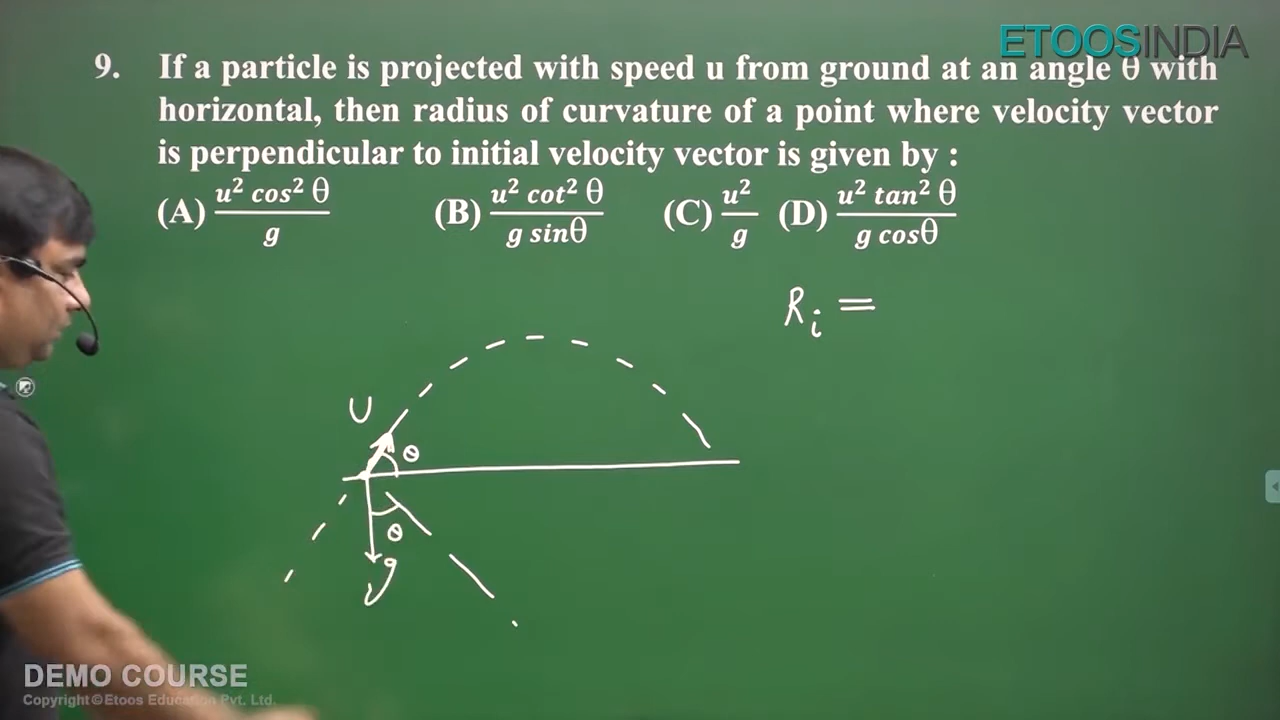 ETOOSINDIA
9. If a particle is projected with speed u from ground at an angle θ with
horizontal, then radius of curvature of a point where velocity vector
is perpendicular to initial velocity vector is given by :
(A) u² cos² θ / g (B) u² cot² θ / g sinθ (C) u² / g (D) u² tan² θ / g cosθ
Rᵢ =
U
θ
θ
g
DEMO COURSE
Copyright © Etoos Education Pvt. Ltd.